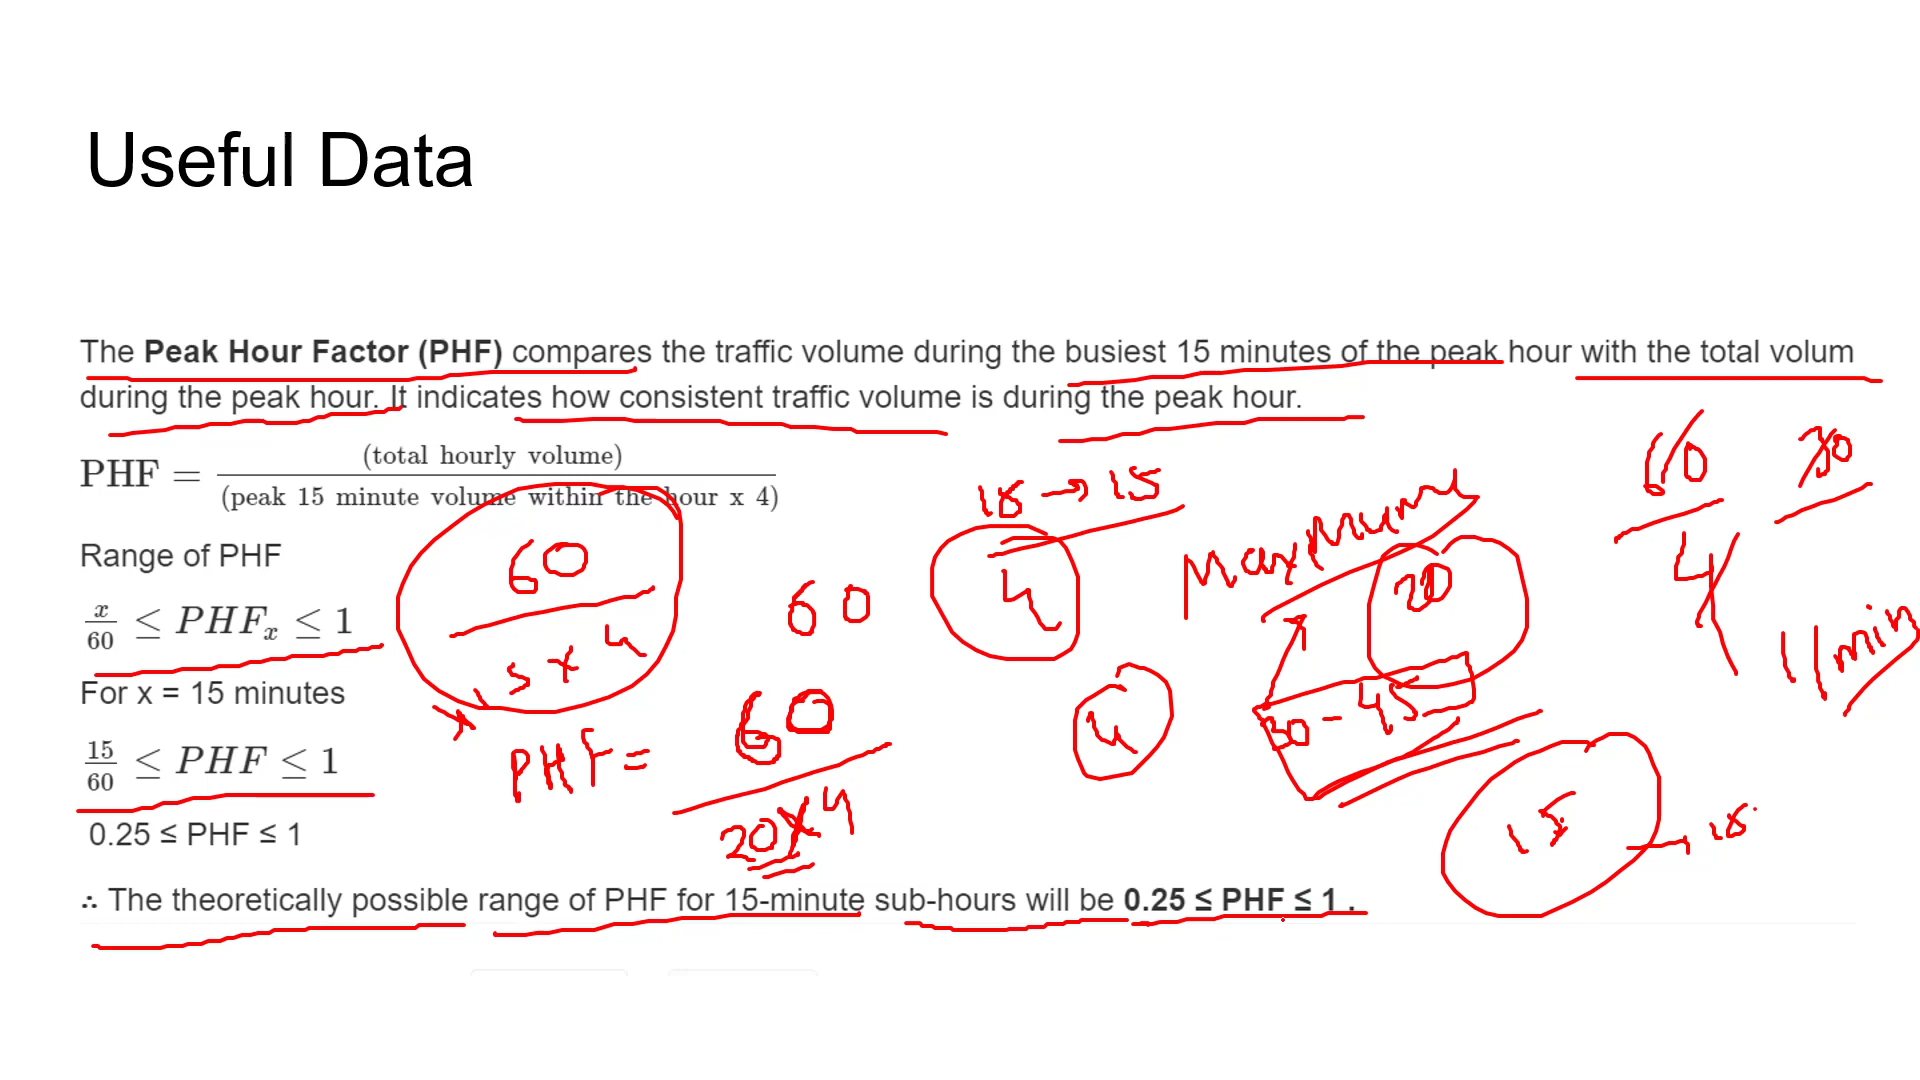 Useful Data
The Peak Hour Factor (PHF) compares the traffic volume during the busiest 15 minutes of the peak hour with the total volum
during the peak hour. It indicates how consistent traffic volume is during the peak hour.
PHF = (total hourly volume) / (peak 15 minute volume within the hour x 4)
Range of PHF
x/60 ≤ PHFₓ ≤ 1
For x = 15 minutes
15/60 ≤ PHF ≤ 1
0.25 ≤ PHF ≤ 1
∴ The theoretically possible range of PHF for 15-minute sub-hours will be 0.25 ≤ PHF ≤ 1 .
60
15 x 4
PHF =
60
20 x 4
60
→ 15
4
4
20
30 - 45
60
4
15